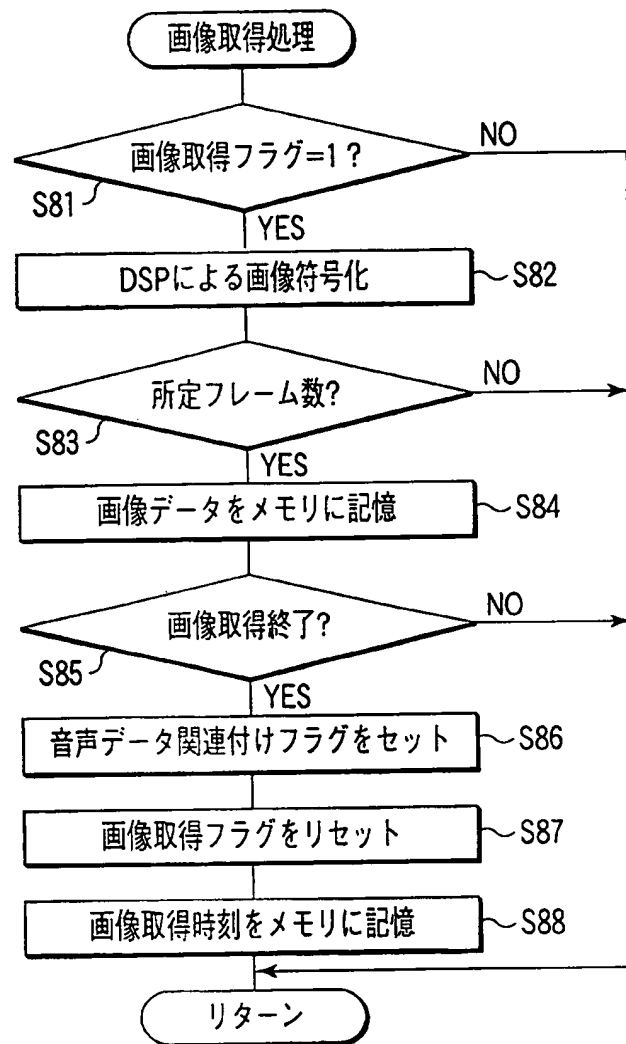 画像取得処理
画像取得フラグ=1?
NO
S81
YES
DSPによる画像符号化
S82
所定フレーム数?
NO
S83
YES
画像データをメモリに記憶
S84
画像取得終了?
NO
S85
YES
音声データ関連付けフラグをセット
S86
画像取得フラグをリセット
S87
画像取得時刻をメモリに記憶
S88
リターン